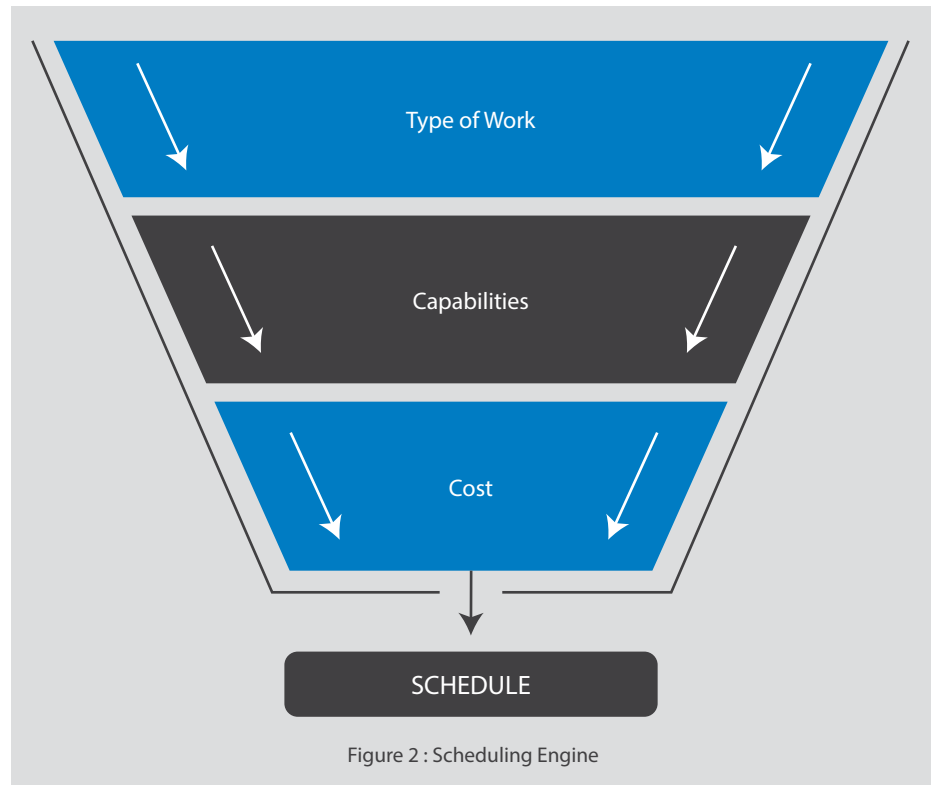 Type of Work
Capabilities
Cost
SCHEDULE
Figure 2 : Scheduling Engine